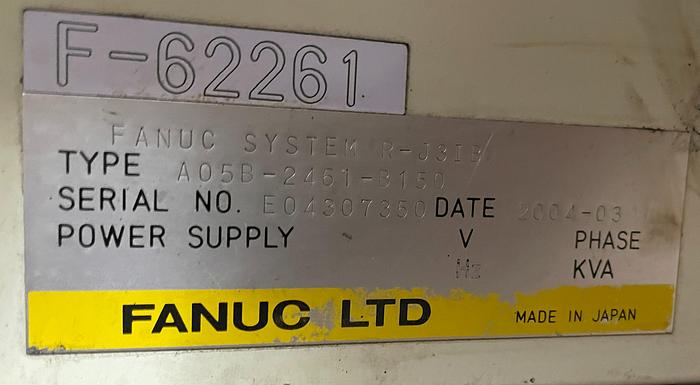 F-62261
FANUC SYSTEM R-J3IB
TYPE A05B-2461-B150
SERIAL NO. E04307350 DATE 2004-03
POWER SUPPLY V PHASE
Hz KVA
FANUC LTD MADE IN JAPAN